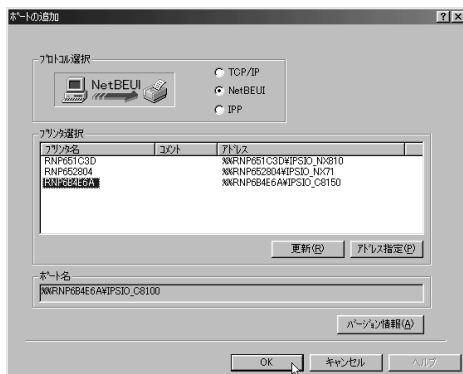 ポートの追加
プロトコル選択
NetBEUI
TCP/IP
NetBEUI
IPP
プリンタ選択
プリンタ名 コメント アドレス
RNP651C3D %%RNP651C3D¥IPSIO_NX810
RNP652804 %%RNP652804¥IPSIO_NX71
RNP6B4E6A %%RNP6B4E6A¥IPSIO_C8150
更新(R) アドレス指定(P)
ポート名
%%RNP6B4E6A¥IPSIO_C8100
バージョン情報(A)
OK キャンセル ヘルプ